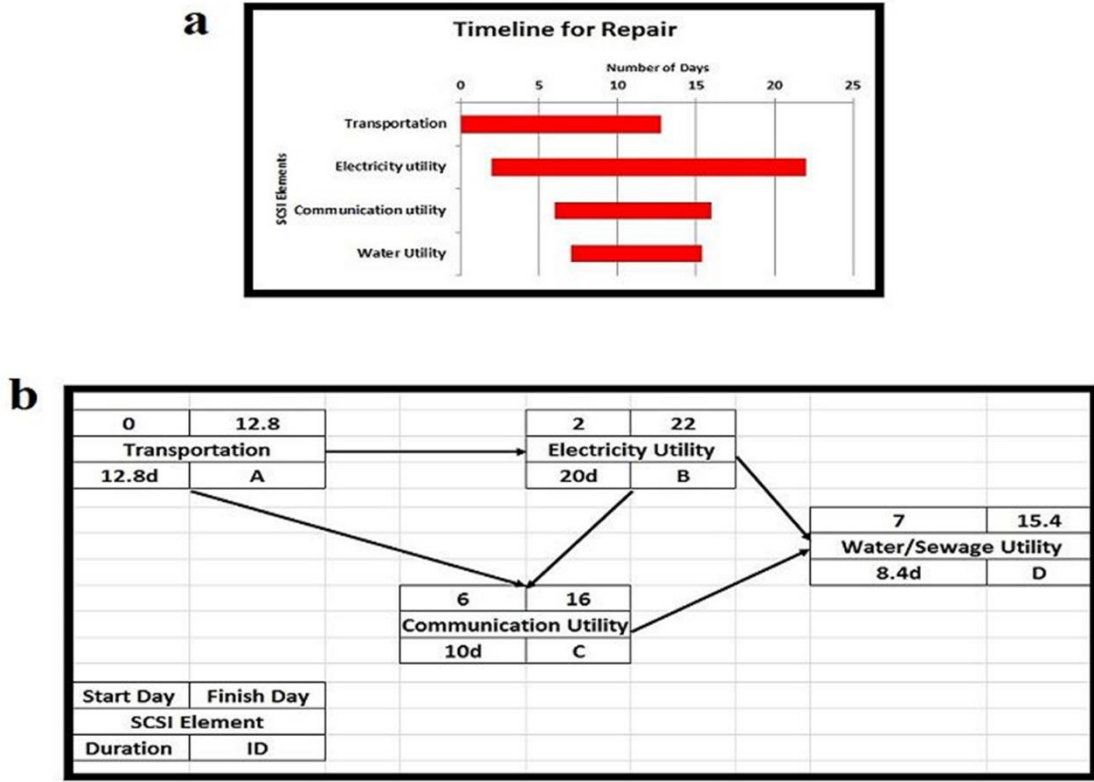 a
Timeline for Repair
Number of Days
0 5 10 15 20 25
SCSI Elements
Transportation
Electricity utility
Communication utility
Water Utility
b
0 12.8
Transportation
12.8d A
2 22
Electricity Utility
20d B
7 15.4
Water/Sewage Utility
8.4d D
6 16
Communication Utility
10d C
Start Day Finish Day
SCSI Element
Duration ID